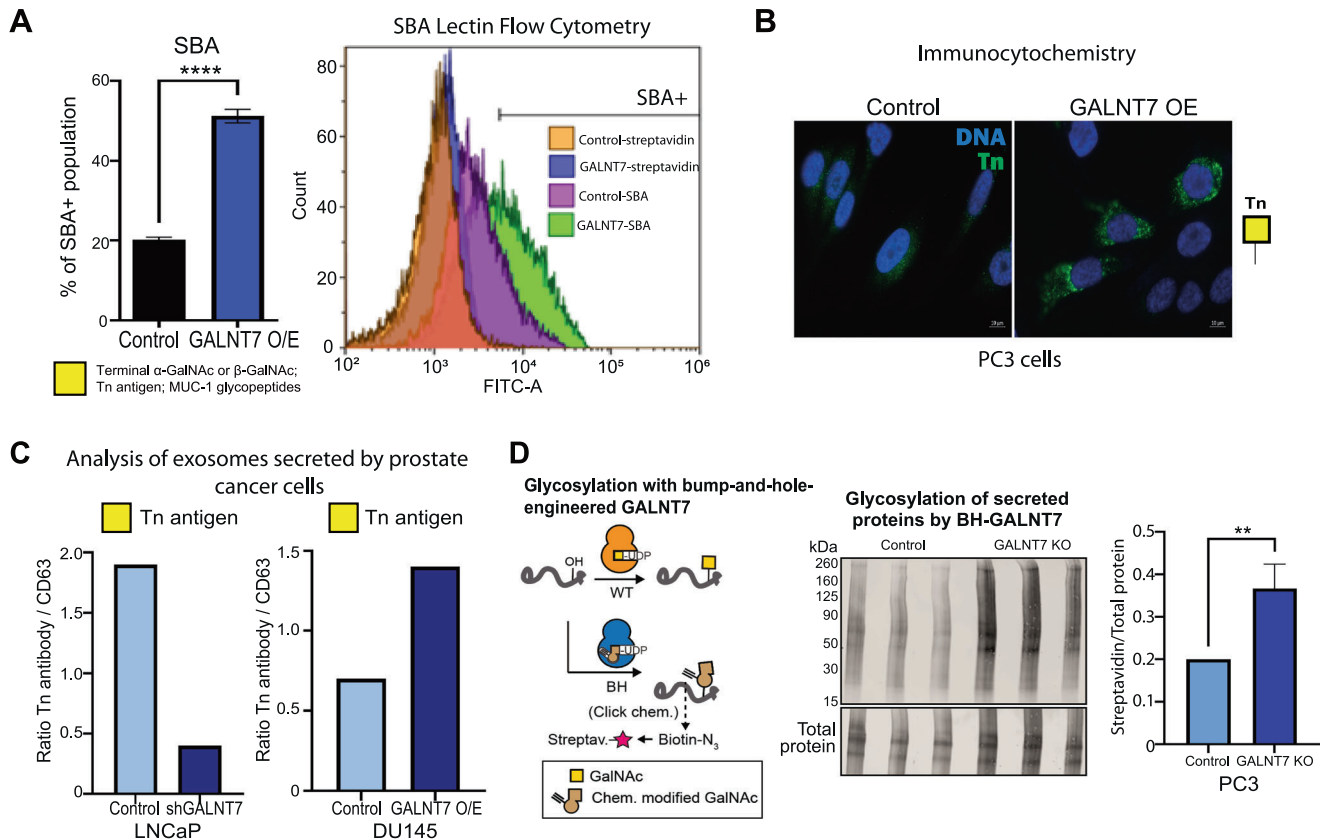 A
SBA
****
% of SBA+ population
60
40
20
0
Control
GALNT7 O/E
Terminal α-GalNAc or β-GalNAc;
Tn antigen; MUC-1 glycopeptides
SBA Lectin Flow Cytometry
Count
80
60
40
20
0
SBA+
Control-streptavidin
GALNT7-streptavidin
Control-SBA
GALNT7-SBA
10² 10³ 10⁴ 10⁵ 10⁶
FITC-A
B
Immunocytochemistry
Control
GALNT7 OE
DNA
Tn
10 µm
10 µm
Tn
PC3 cells
C
Analysis of exosomes secreted by prostate
cancer cells
Tn antigen
Ratio Tn antibody / CD63
2.0
1.5
1.0
0.5
0
Control shGALNT7
LNCaP
Tn antigen
Ratio Tn antibody / CD63
1.5
1.0
0.5
0
Control GALNT7 O/E
DU145
D
Glycosylation with bump-and-hole-
engineered GALNT7
OH
-UDP
WT
-UDP
BH
(Click chem.)
Streptav. Biotin-N₃
GalNAc
Chem. modified GalNAc
Glycosylation of secreted
proteins by BH-GALNT7
kDa
Control
GALNT7 KO
260
160
125
90
50
30
15
Total
protein
Streptavidin/Total protein
0.5
0.4
0.3
0.2
0.1
0
**
Control GALNT7 KO
PC3